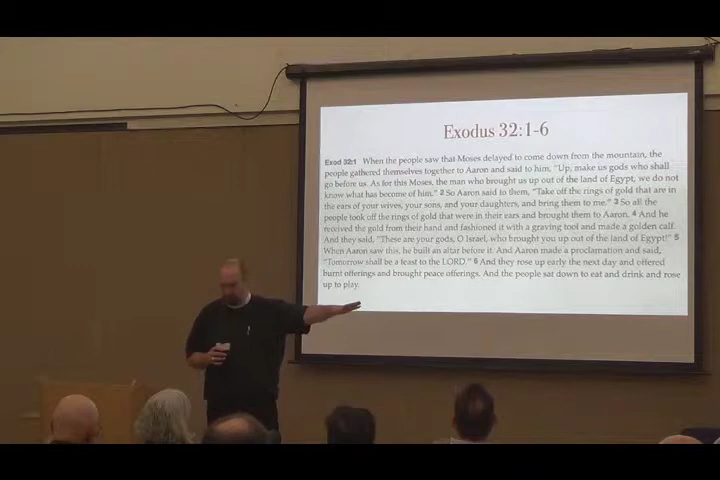 Exodus 32:1-6
Exod 32:1 When the people saw that Moses delayed to come down from the mountain, the
people gathered themselves together to Aaron and said to him, "Up, make us gods who shall
go before us. As for this Moses, the man who brought us up out of the land of Egypt, we do not
know what has become of him." 2 So Aaron said to them, "Take off the rings of gold that are in
the ears of your wives, your sons, and your daughters, and bring them to me." 3 So all the
people took off the rings of gold that were in their ears and brought them to Aaron. 4 And he
received the gold from their hand and fashioned it with a graving tool and made a golden calf.
And they said, "These are your gods, O Israel, who brought you up out of the land of Egypt!" 5
When Aaron saw this, he built an altar before it. And Aaron made a proclamation and said,
"Tomorrow shall be a feast to the LORD." 6 And they rose up early the next day and offered
burnt offerings and brought peace offerings. And the people sat down to eat and drink and rose
up to play.